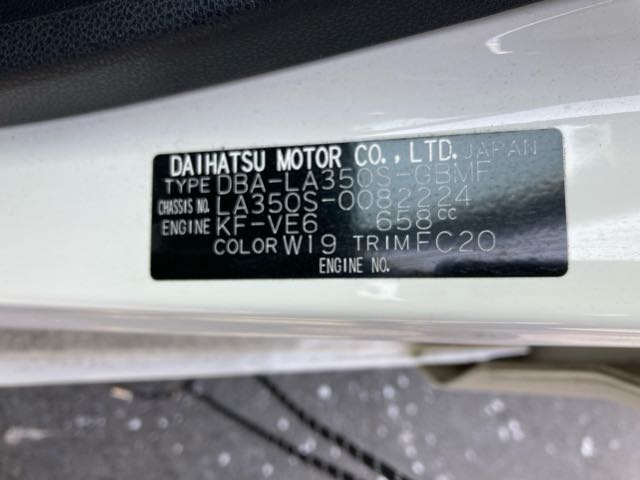 DAIHATSU MOTOR CO.,LTD. JAPAN
TYPE DBA-LA350S-GBMF
CHASSIS NO. LA350S-0082224
ENGINE KF-VE6 658cc
COLOR W19 TRIM FC20
ENGINE NO.